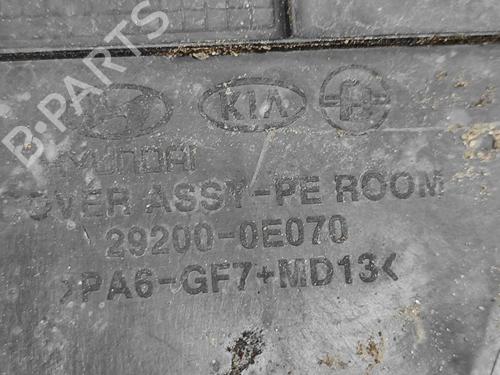 B-PARTS
KIA
HYUNDAI
COVER ASSY-PE ROOM
29200-0E070
>PA6-GF7+MD13<